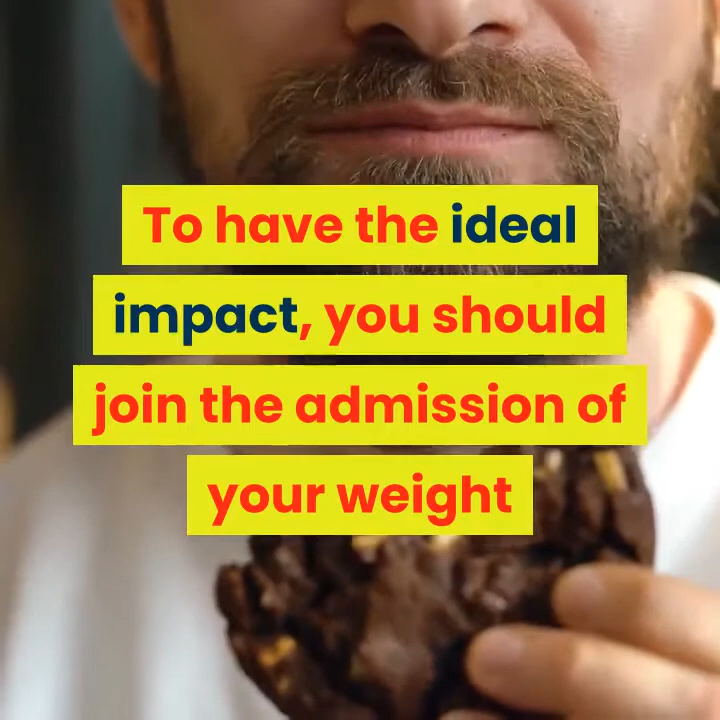 To have the ideal
impact, you should
join the admission of
your weight